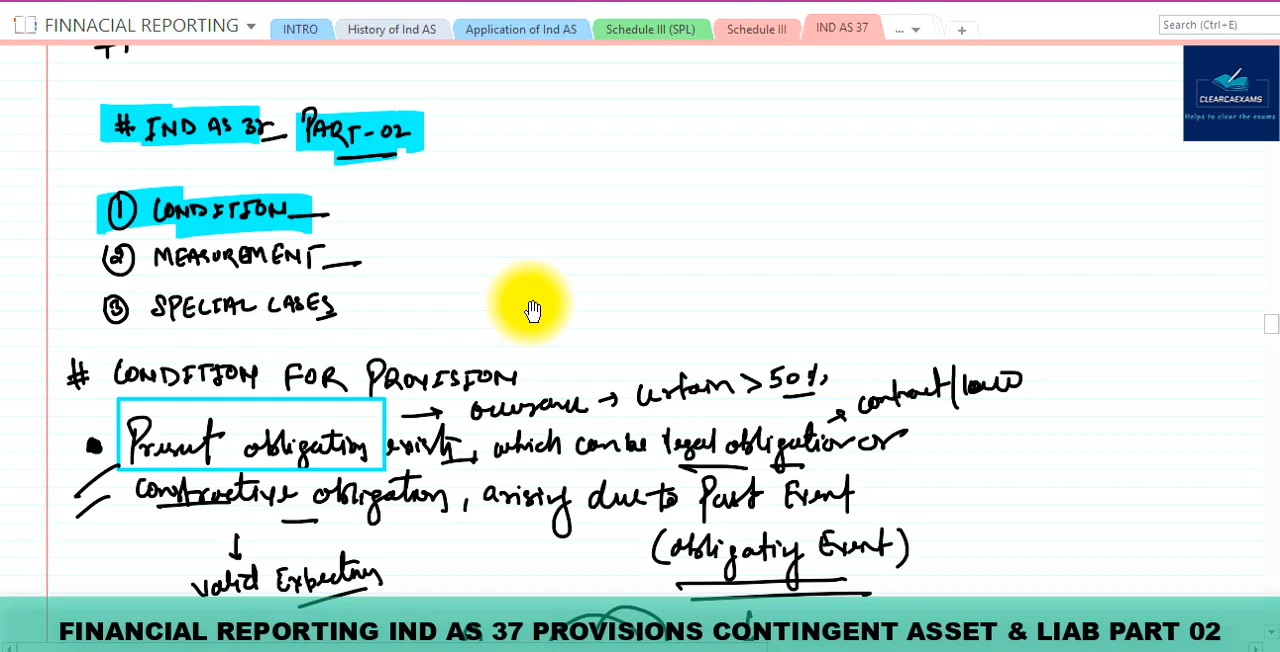 FINNACIAL REPORTING
INTRO
History of Ind AS
Application of Ind AS
Schedule III (SPL)
Schedule III
IND AS 37
...
+
Search (Ctrl+E)
CLEARCAEXAMS
Helps to clear the exams
# IND AS 37 PART-02
① CONDITION
② MEASUREMENT
③ SPECIAL CASES
# CONDITION FOR PROVISION
→ occurance → certain > 50% → contract/law
• Present obligation exists, which can be legal obligation or
constructive obligation, arising due to Past Event
(obligating Event)
↓
valid Expectation
FINANCIAL REPORTING IND AS 37 PROVISIONS CONTINGENT ASSET & LIAB PART 02